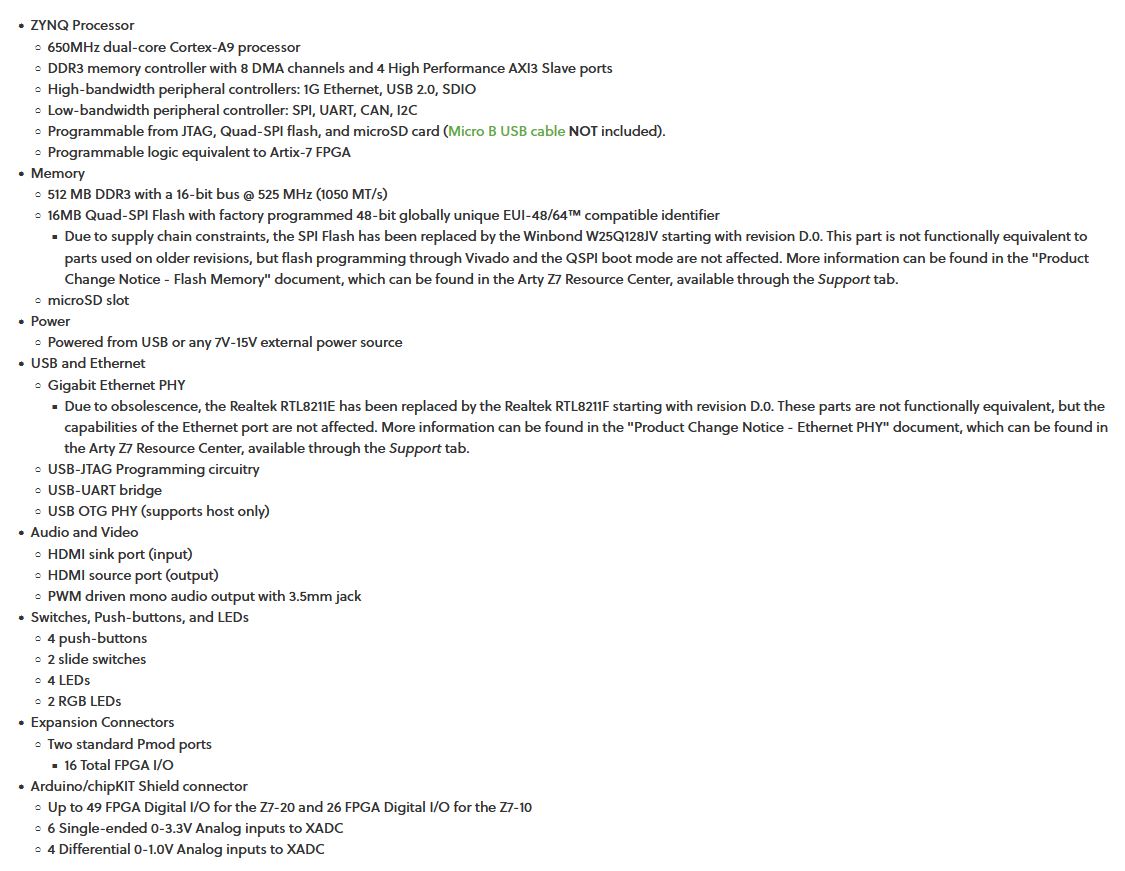 • ZYNQ Processor
○ 650MHz dual-core Cortex-A9 processor
○ DDR3 memory controller with 8 DMA channels and 4 High Performance AXI3 Slave ports
○ High-bandwidth peripheral controllers: 1G Ethernet, USB 2.0, SDIO
○ Low-bandwidth peripheral controller: SPI, UART, CAN, I2C
○ Programmable from JTAG, Quad-SPI flash, and microSD card (Micro B USB cable NOT included).
○ Programmable logic equivalent to Artix-7 FPGA
• Memory
○ 512 MB DDR3 with a 16-bit bus @ 525 MHz (1050 MT/s)
○ 16MB Quad-SPI Flash with factory programmed 48-bit globally unique EUI-48/64™ compatible identifier
▪ Due to supply chain constraints, the SPI Flash has been replaced by the Winbond W25Q128JV starting with revision D.0. This part is not functionally equivalent to
parts used on older revisions, but flash programming through Vivado and the QSPI boot mode are not affected. More information can be found in the "Product
Change Notice - Flash Memory" document, which can be found in the Arty Z7 Resource Center, available through the Support tab.
○ microSD slot
• Power
○ Powered from USB or any 7V-15V external power source
• USB and Ethernet
○ Gigabit Ethernet PHY
▪ Due to obsolescence, the Realtek RTL8211E has been replaced by the Realtek RTL8211F starting with revision D.0. These parts are not functionally equivalent, but the
capabilities of the Ethernet port are not affected. More information can be found in the "Product Change Notice - Ethernet PHY" document, which can be found in
the Arty Z7 Resource Center, available through the Support tab.
○ USB-JTAG Programming circuitry
○ USB-UART bridge
○ USB OTG PHY (supports host only)
• Audio and Video
○ HDMI sink port (input)
○ HDMI source port (output)
○ PWM driven mono audio output with 3.5mm jack
• Switches, Push-buttons, and LEDs
○ 4 push-buttons
○ 2 slide switches
○ 4 LEDs
○ 2 RGB LEDs
• Expansion Connectors
○ Two standard Pmod ports
▪ 16 Total FPGA I/O
• Arduino/chipKIT Shield connector
○ Up to 49 FPGA Digital I/O for the Z7-20 and 26 FPGA Digital I/O for the Z7-10
○ 6 Single-ended 0-3.3V Analog inputs to XADC
○ 4 Differential 0-1.0V Analog inputs to XADC